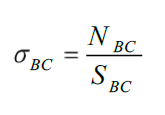 σ_BC = N_BC / S_BC